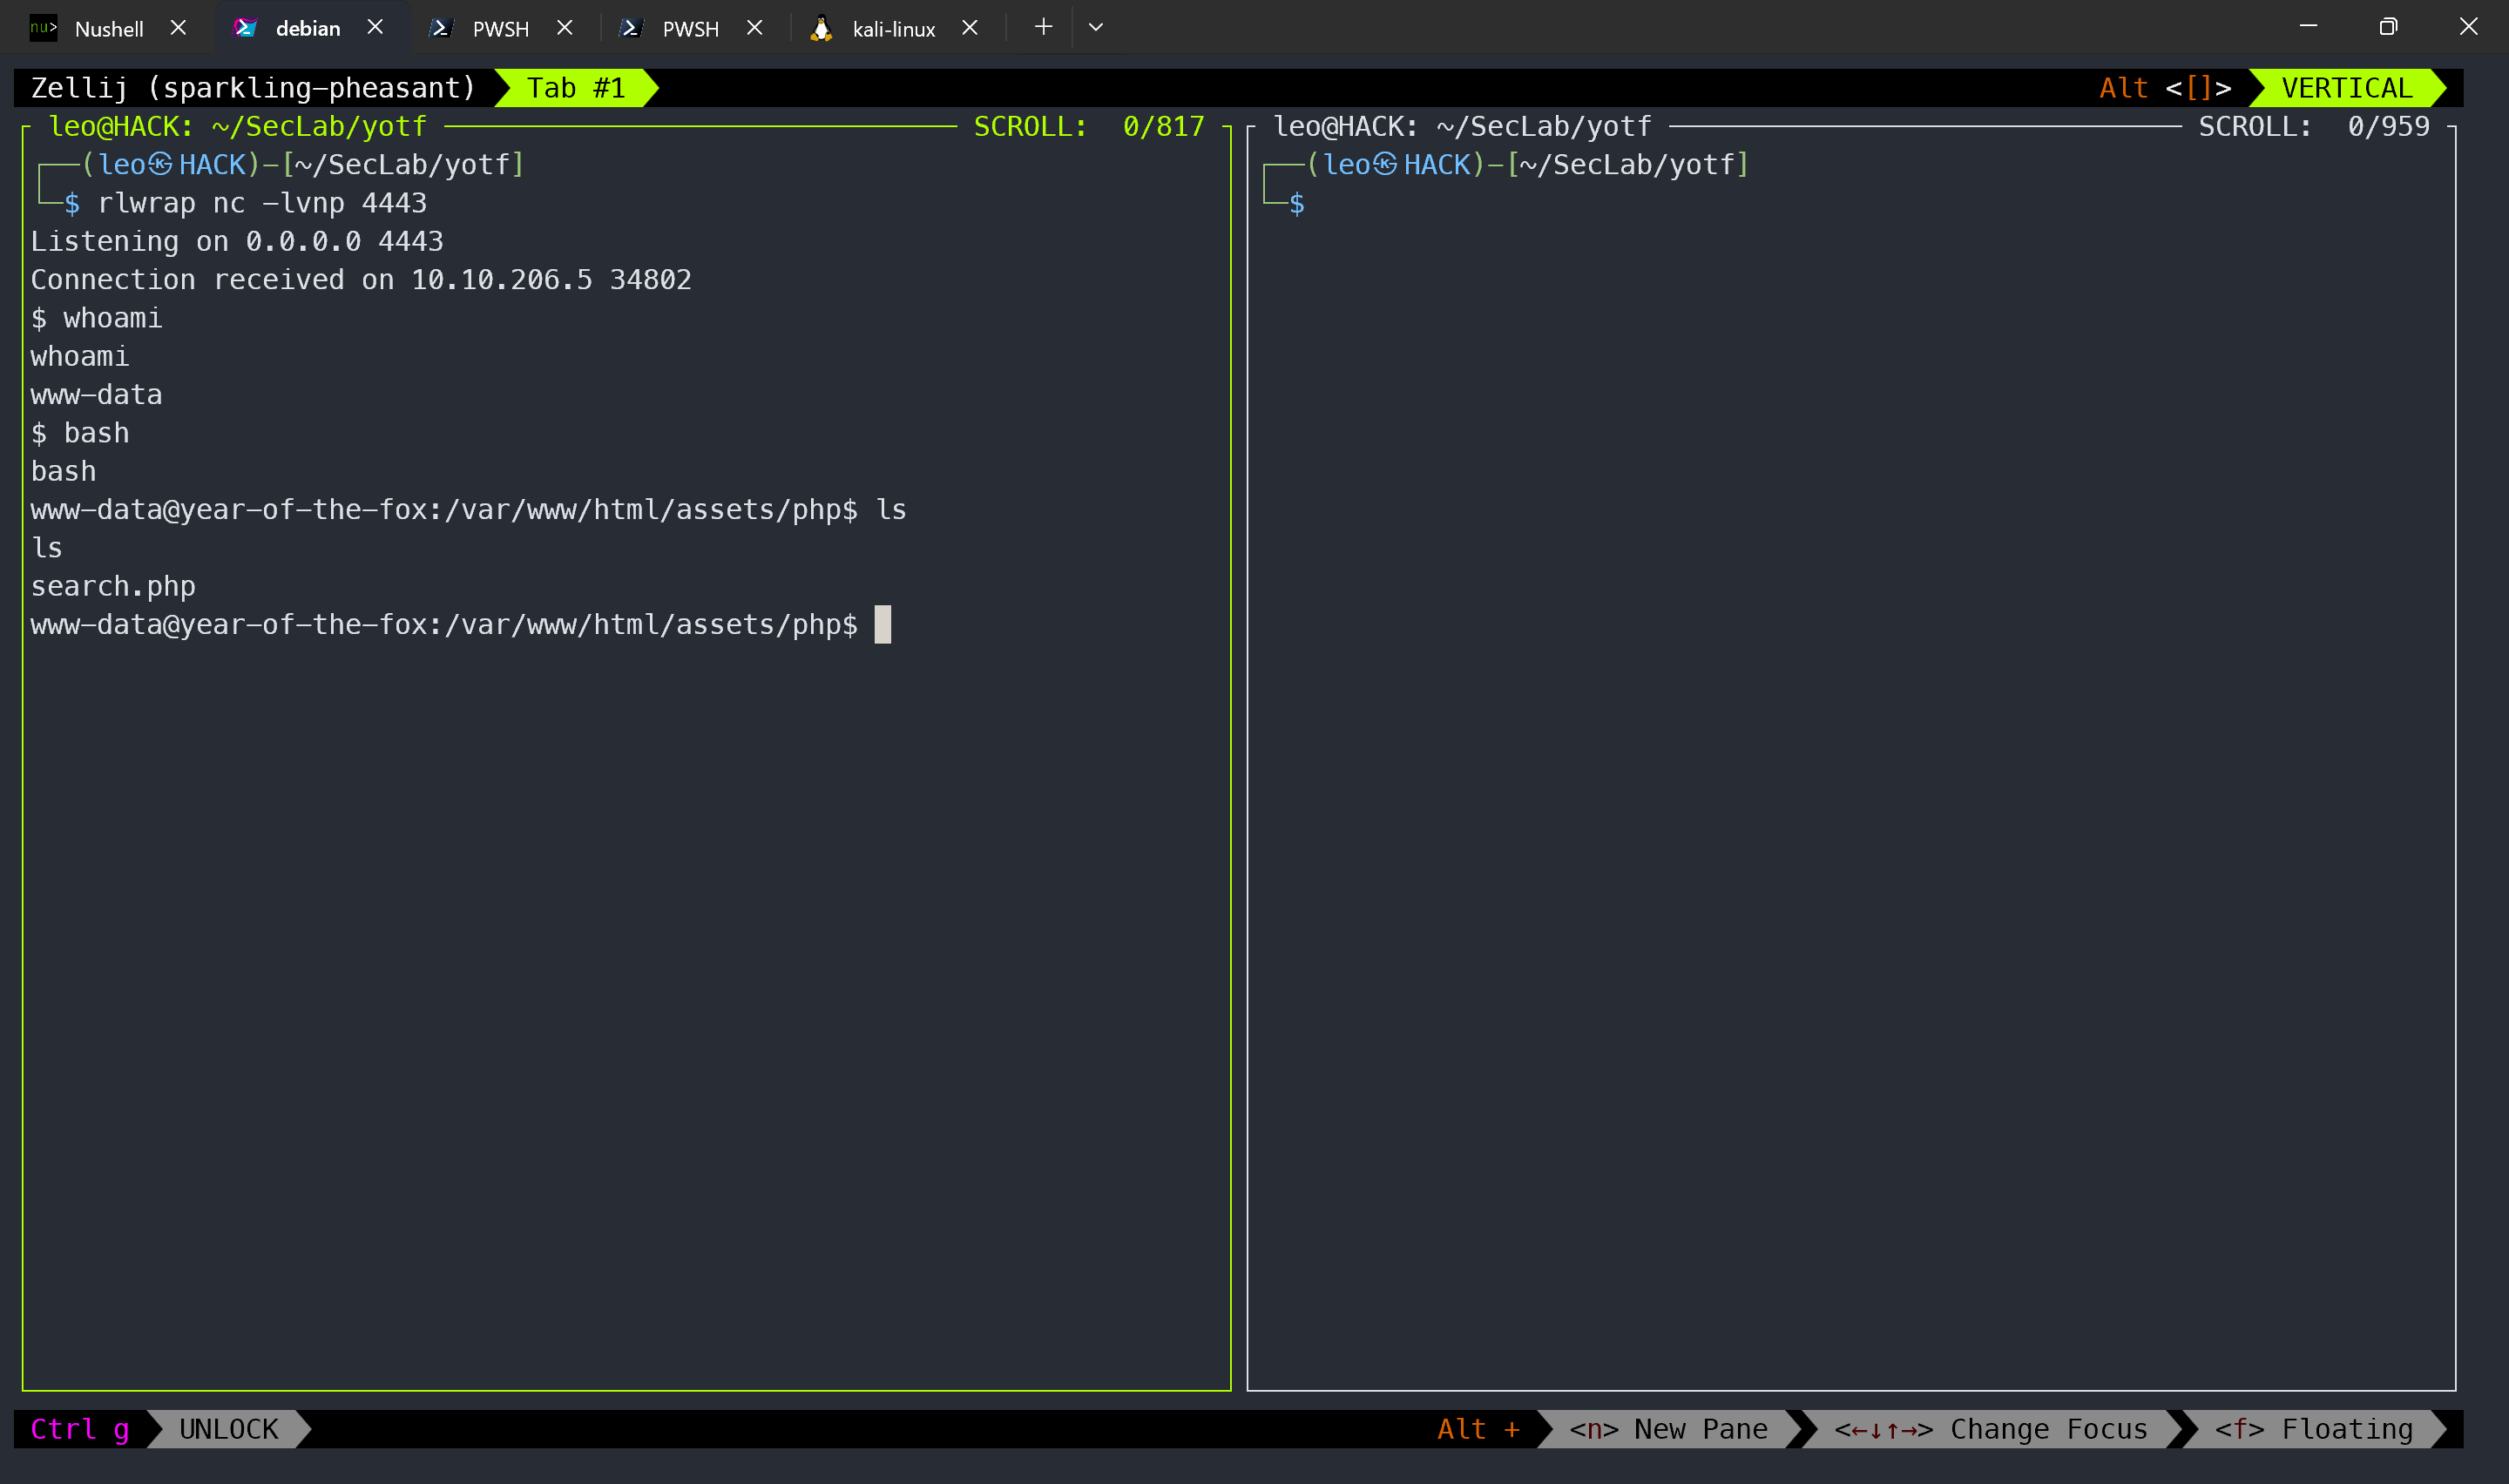 nu> Nushell debian PWSH PWSH kali-linux
Zellij (sparkling-pheasant) Tab #1 Alt <[]> VERTICAL
leo@HACK: ~/SecLab/yotf SCROLL: 0/817
(leo㉿HACK)-[~/SecLab/yotf]
$ rlwrap nc -lvnp 4443
Listening on 0.0.0.0 4443
Connection received on 10.10.206.5 34802
$ whoami
whoami
www-data
$ bash
bash
www-data@year-of-the-fox:/var/www/html/assets/php$ ls
ls
search.php
www-data@year-of-the-fox:/var/www/html/assets/php$
leo@HACK: ~/SecLab/yotf SCROLL: 0/959
(leo㉿HACK)-[~/SecLab/yotf]
$
Ctrl g UNLOCK Alt + <n> New Pane <←↓↑→> Change Focus <f> Floating